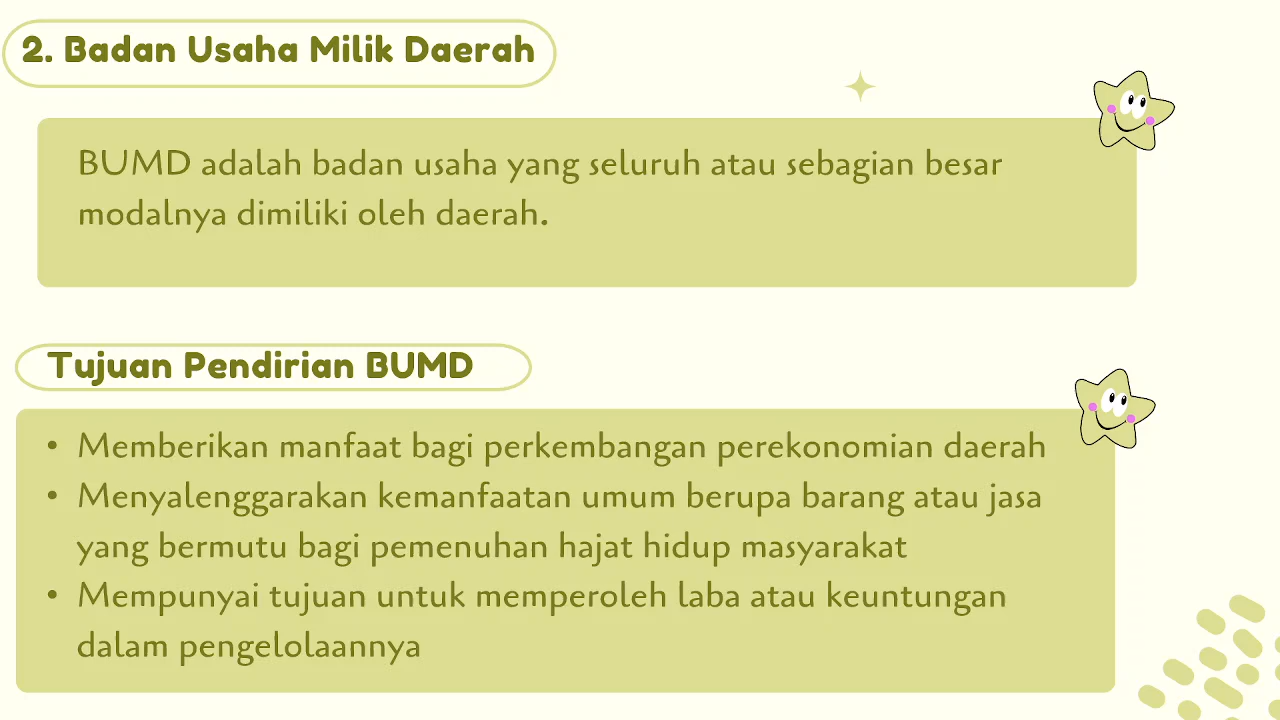 2. Badan Usaha Milik Daerah
BUMD adalah badan usaha yang seluruh atau sebagian besar
modalnya dimiliki oleh daerah.
Tujuan Pendirian BUMD
• Memberikan manfaat bagi perkembangan perekonomian daerah
• Menyalenggarakan kemanfaatan umum berupa barang atau jasa
yang bermutu bagi pemenuhan hajat hidup masyarakat
• Mempunyai tujuan untuk memperoleh laba atau keuntungan
dalam pengelolaannya